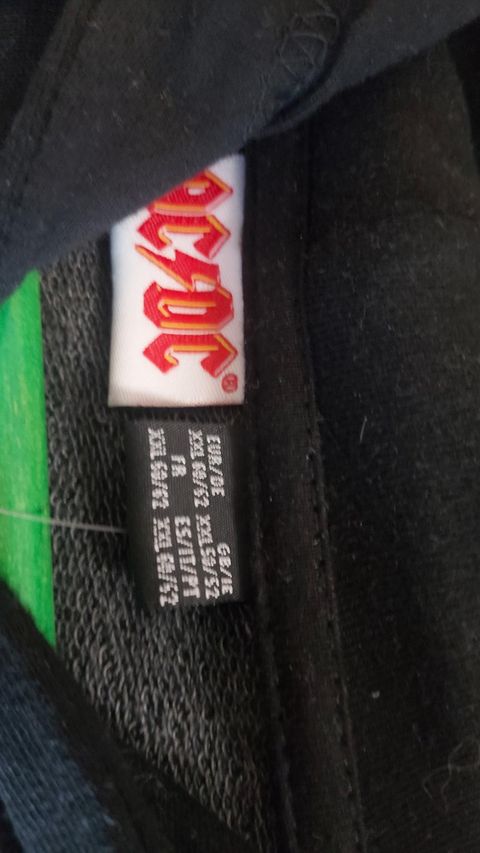 AC/DC®
EUR/DE GB/IE
XXL 60/62 XXL 50/52
FR ES/IT/PT
XXL 60/62 XXL 60/62